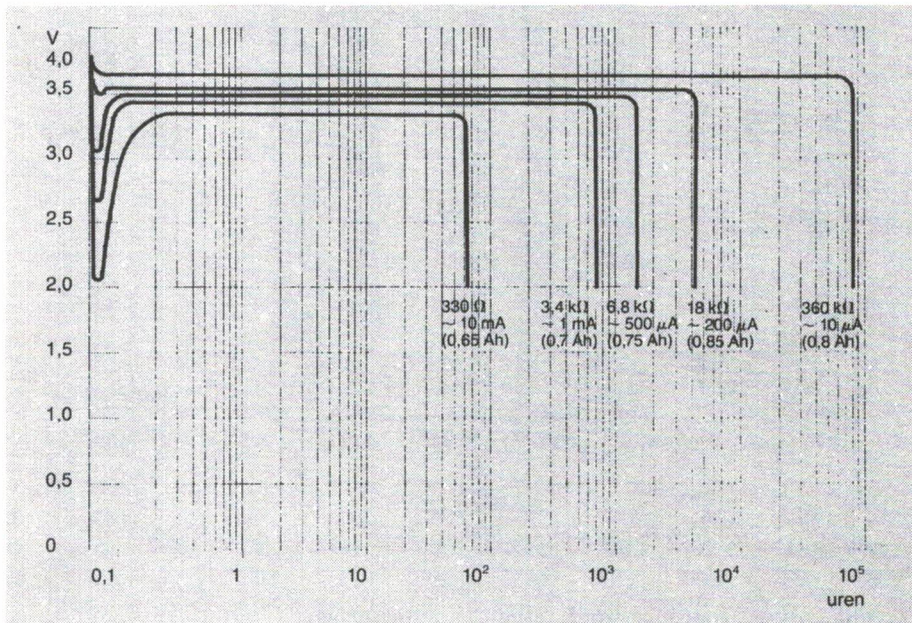 V
4,0
3,5
3,0
2,5
2,0
330 Ω
~ 10 mA
(0,65 Ah)
3,4 kΩ
~ 1 mA
(0,7 Ah)
6,8 kΩ
~ 500 μA
(0,75 Ah)
18 kΩ
~ 200 μA
(0,85 Ah)
360 kΩ
~ 10 μA
(0,8 Ah)
1,5
1,0
0,5
0
0,1
1
10
10²
10³
10⁴
10⁵
uren